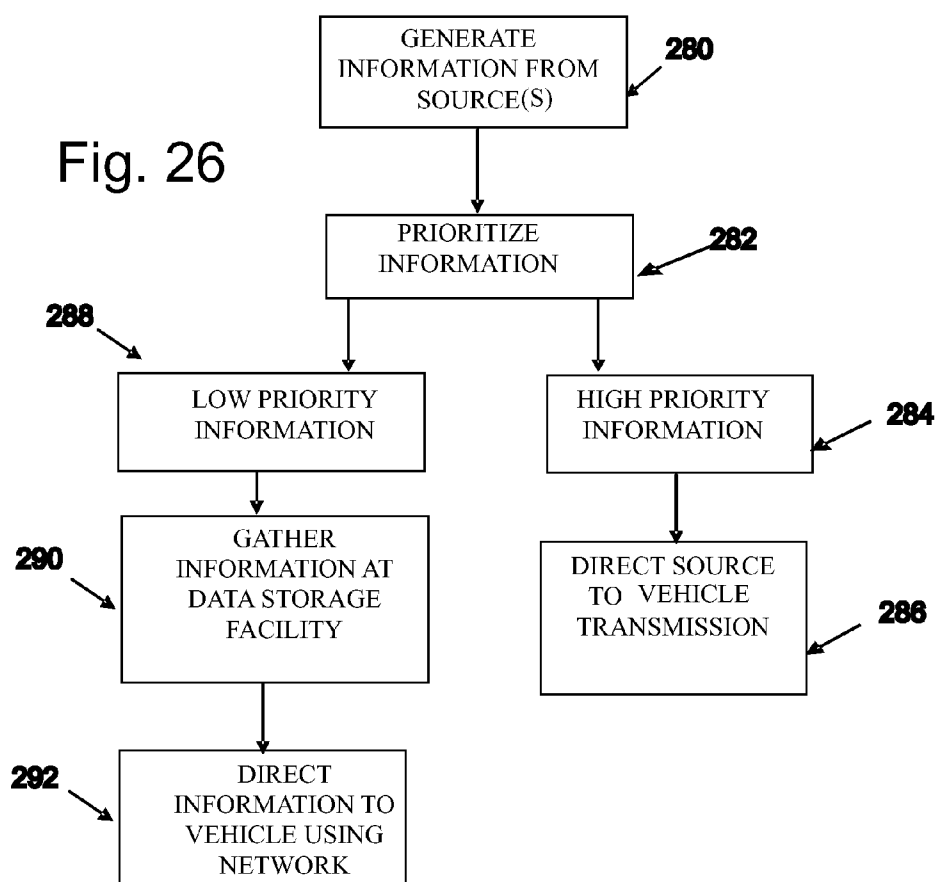 GENERATE
INFORMATION FROM
SOURCE(S)
280
Fig. 26
PRIORITIZE
INFORMATION
282
288
LOW PRIORITY
INFORMATION
HIGH PRIORITY
INFORMATION
284
290
GATHER
INFORMATION AT
DATA STORAGE
FACILITY
DIRECT SOURCE
TO VEHICLE
TRANSMISSION
286
292
DIRECT
INFORMATION TO
VEHICLE USING
NETWORK